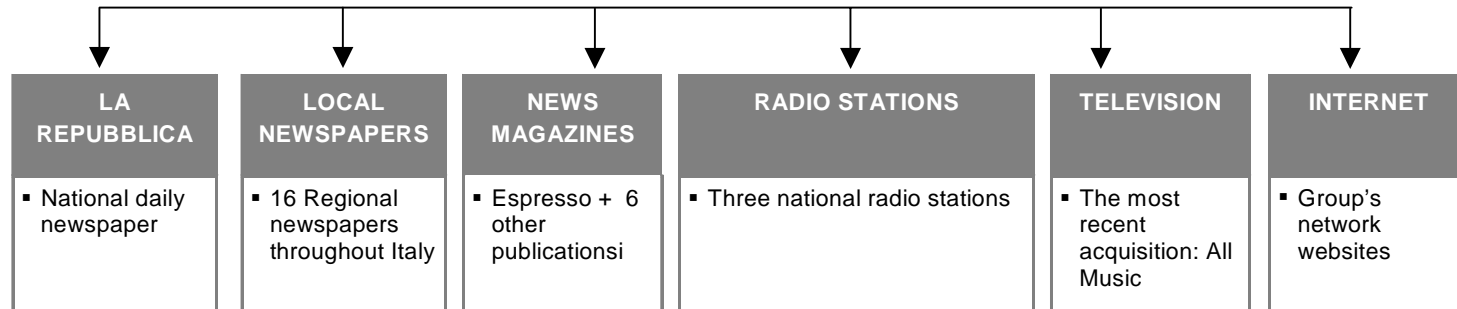 LA
REPUBBLICA
▪ National daily
newspaper
LOCAL
NEWSPAPERS
▪ 16 Regional
newspapers
throughout Italy
NEWS
MAGAZINES
▪ Espresso + 6
other
publicationsi
RADIO STATIONS
▪ Three national radio stations
TELEVISION
▪ The most
recent
acquisition: All
Music
INTERNET
▪ Group's
network
websites